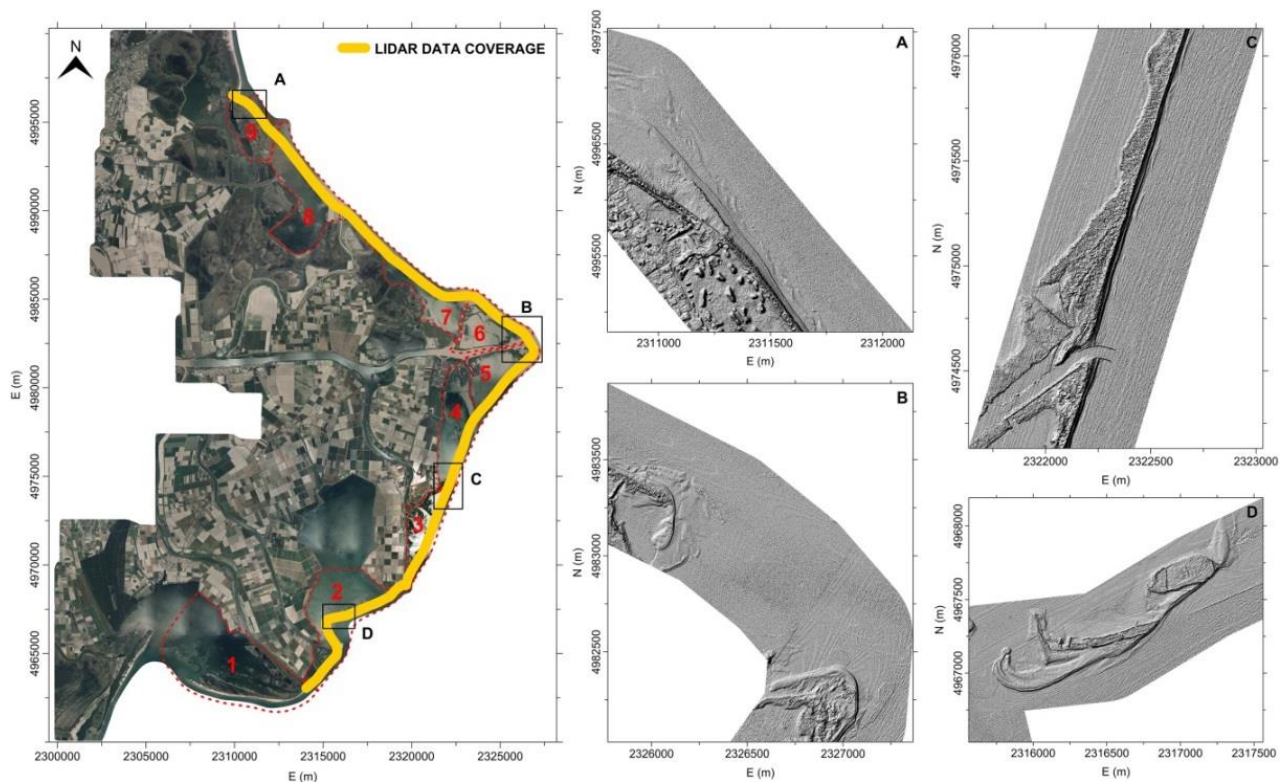 N
LIDAR DATA COVERAGE
A
9
8
B
7
6
5
4
C
3
2
D
1
4995000
4990000
4985000
4980000
4975000
4970000
4965000
E (m)
2300000
2305000
2310000
2315000
2320000
2325000
E (m)
A
4997500
4996500
4995500
N (m)
2311000
2311500
2312000
E (m)
B
4983500
4983000
4982500
N (m)
2326000
2326500
2327000
E (m)
C
4976000
4975500
4975000
4974500
N (m)
2322000
2322500
2323000
E (m)
D
4968000
4967500
4967000
N (m)
2316000
2316500
2317000
2317500
E (m)